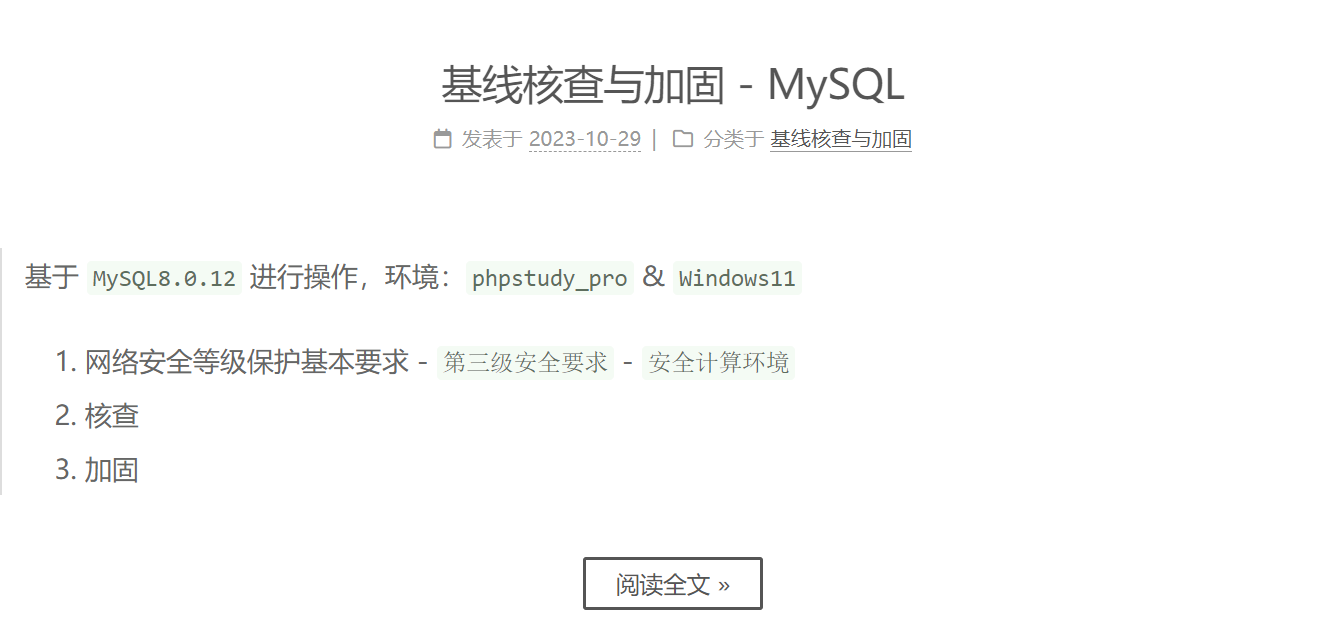 基线核查与加固 - MySQL
发表于 2023-10-29 | 分类于 基线核查与加固
基于 MySQL8.0.12 进行操作，环境：phpstudy_pro & Windows11
1. 网络安全等级保护基本要求 - 第三级安全要求 - 安全计算环境
2. 核查
3. 加固
阅读全文 »